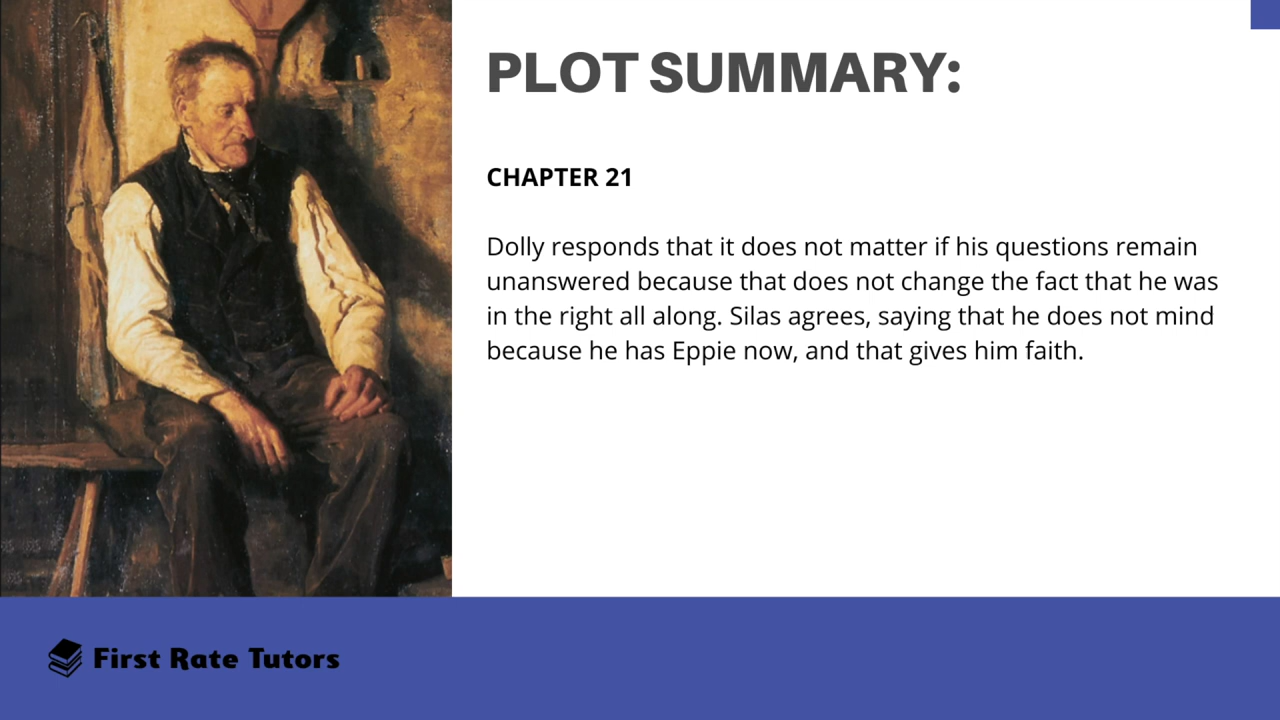 PLOT SUMMARY:
CHAPTER 21
Dolly responds that it does not matter if his questions remain
unanswered because that does not change the fact that he was
in the right all along. Silas agrees, saying that he does not mind
because he has Eppie now, and that gives him faith.
First Rate Tutors